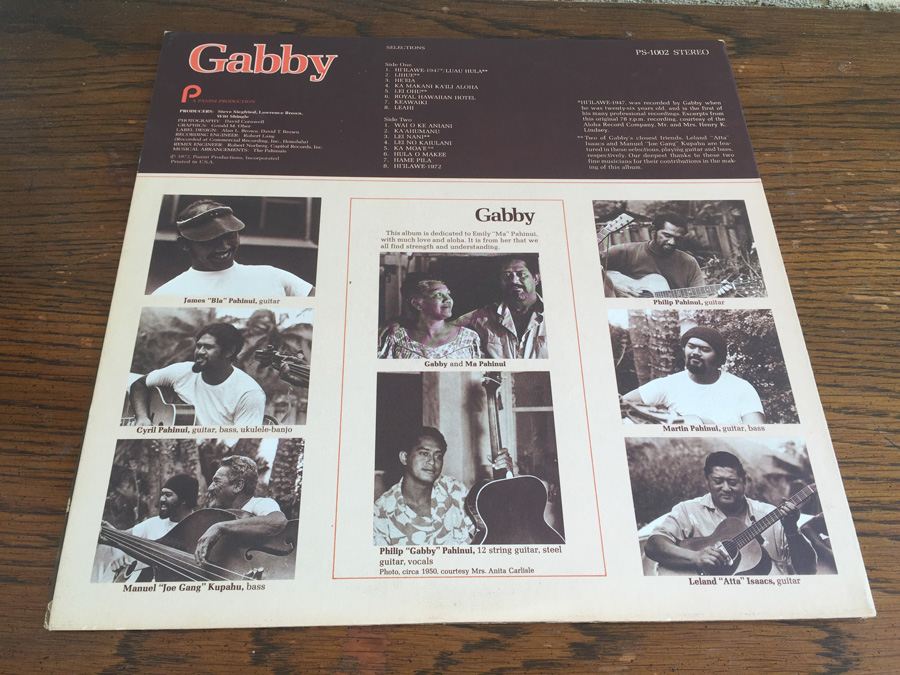 Gabby
P
A PANINI PRODUCTION
PRODUCERS: Steve Siegfried, Lawrence Brown,
Witt Shingle
PHOTOGRAPHY: David Cornwell
GRAPHICS: Gerald M. Ober
LABEL DESIGN: Alan L. Brown, David T. Brown
RECORDING ENGINEER: Robert Lang
(Recorded at Commercial Recording, Inc., Honolulu)
REMIX ENGINEER: Robert Norberg, Capitol Records, Inc.
MUSICAL ARRANGEMENTS: The Pahinuis
© 1972, Panini Productions, Incorporated
Printed in U.S.A.
SELECTIONS
Side One
1. HI'ILAWE-1947*/LUAU HULA**
2. LIHUE**
3. HE'EIA
4. KA MAKANI KA'ILI ALOHA
5. LEI OHU**
6. ROYAL HAWAIIAN HOTEL
7. KEAWAIKI
8. LEAHI
Side Two
1. WAI O KE ANIANI
2. KA'AHUMANU
3. LEI NANI**
4. LEI NO KAIULANI
5. KA MOA'E**
6. HULA O MAKEE
7. HAME PILA
8. HI'ILAWE-1972
PS-1002 STEREO
*HI'ILAWE-1947, was recorded by Gabby when
he was twenty-six years old, and is the first of
his many professional recordings. Excerpts from
this original 78 r.p.m. recording, courtesy of the
Aloha Record Company, Mr. and Mrs. Henry K.
Lindsey.
**Two of Gabby's closest friends, Leland "Atta"
Isaacs and Manuel "Joe Gang" Kupahu are fea-
tured in these selections, playing guitar and bass,
respectively. Our deepest thanks to these two
fine musicians for their contributions in the mak-
ing of this album.
James "Bla" Pahinui, guitar
Cyril Pahinui, guitar, bass, ukulele-banjo
Manuel "Joe Gang" Kupahu, bass
Gabby
This album is dedicated to Emily "Ma" Pahinui,
with much love and aloha. It is from her that we
all find strength and understanding.
Gabby and Ma Pahinui
Philip "Gabby" Pahinui, 12 string guitar, steel
guitar, vocals
Photo, circa 1950, courtesy Mrs. Anita Carlisle
Philip Pahinui, guitar
Martin Pahinui, guitar, bass
Leland "Atta" Isaacs, guitar